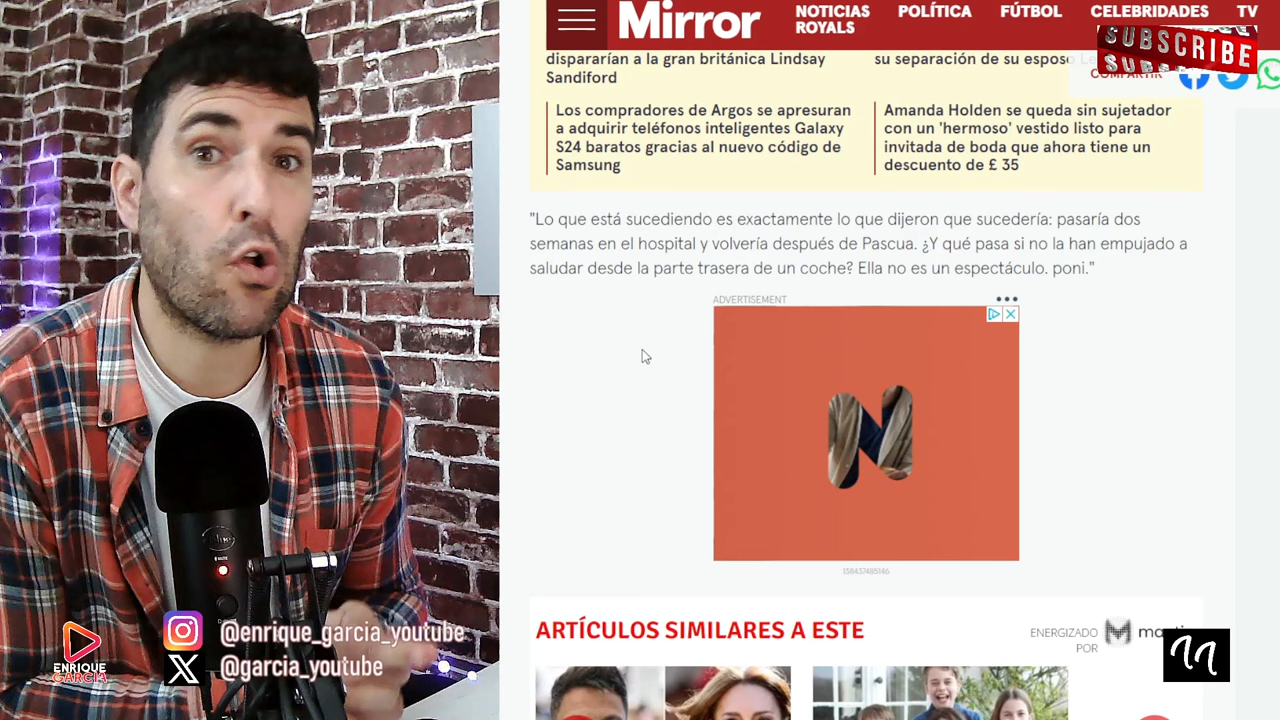 Mirror
NOTICIAS
ROYALS
POLÍTICA
FÚTBOL
CELEBRIDADES
TV
SUBSCRIBE
COMPARTIR
dispararían a la gran británica Lindsay
Sandiford
su separación de su esposo
Los compradores de Argos se apresuran
a adquirir teléfonos inteligentes Galaxy
S24 baratos gracias al nuevo código de
Samsung
Amanda Holden se queda sin sujetador
con un 'hermoso' vestido listo para
invitada de boda que ahora tiene un
descuento de £ 35
"Lo que está sucediendo es exactamente lo que dijeron que sucedería: pasaría dos
semanas en el hospital y volvería después de Pascua. ¿Y qué pasa si no la han empujado a
saludar desde la parte trasera de un coche? Ella no es un espectáculo. poni."
ADVERTISEMENT
N
ARTÍCULOS SIMILARES A ESTE
ENERGIZADO
POR
@enrique_garcia_youtube
@garcia_youtube
ENRIQUE
GARCIA